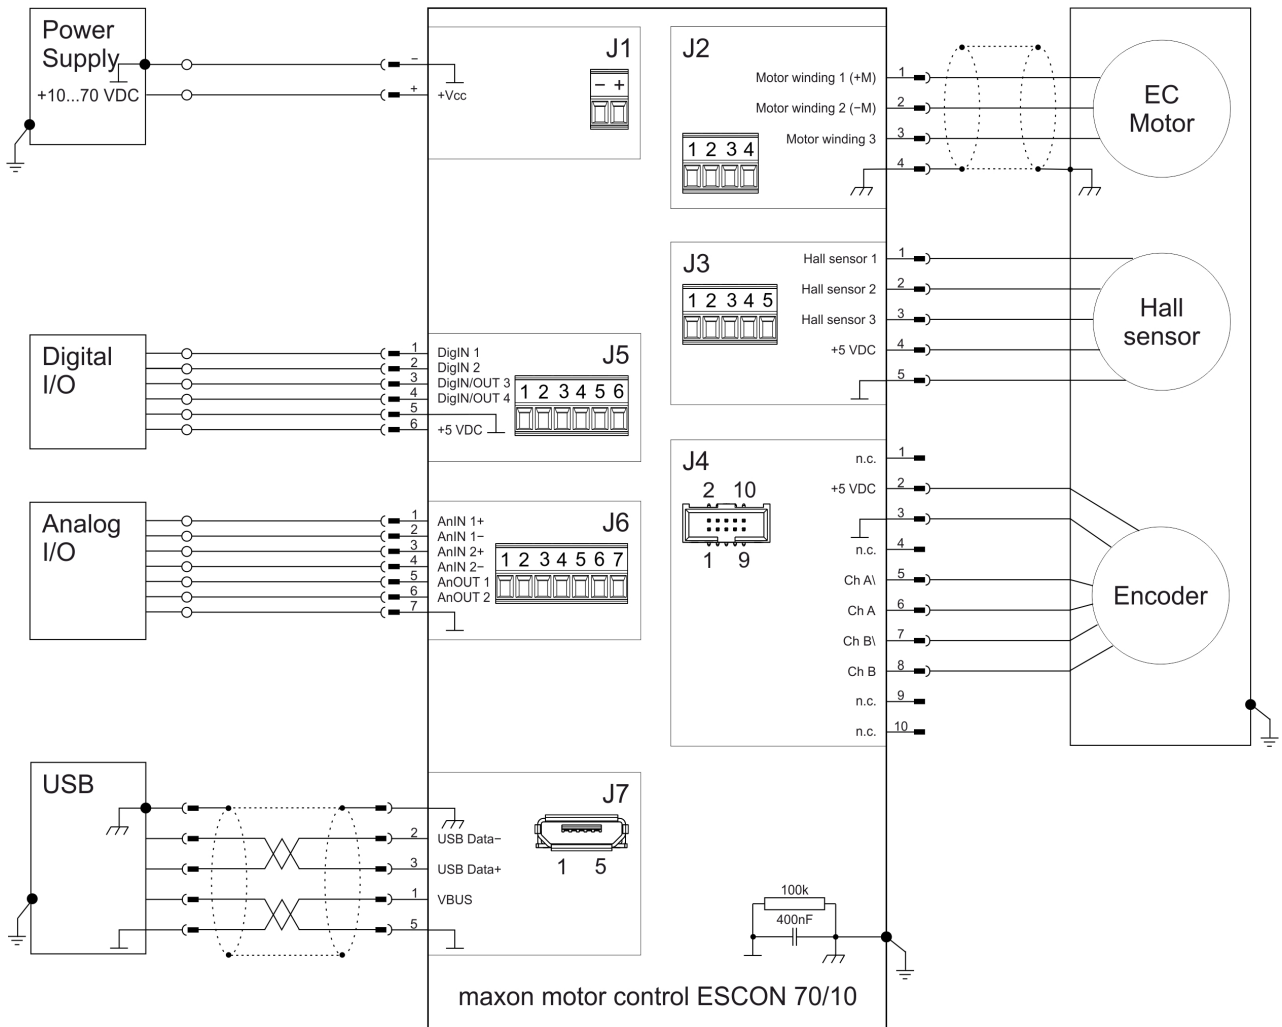 Power
Supply
+10...70 VDC
−
+
+Vcc
J1
− +
J2
1 2 3 4
Motor winding 1 (+M) 1
Motor winding 2 (−M) 2
Motor winding 3 3
4
EC
Motor
J3
1 2 3 4 5
Hall sensor 1 1
Hall sensor 2 2
Hall sensor 3 3
+5 VDC 4
5
Hall
sensor
Digital
I/O
1 DigIN 1
2 DigIN 2
3 DigIN/OUT 3
4 DigIN/OUT 4
5
6 +5 VDC
J5
1 2 3 4 5 6
J4
2 10
1 9
n.c. 1
+5 VDC 2
3
n.c. 4
Ch A\ 5
Ch A 6
Ch B\ 7
Ch B 8
n.c. 9
n.c. 10
Encoder
Analog
I/O
1 AnIN 1+
2 AnIN 1−
3 AnIN 2+
4 AnIN 2−
5 AnOUT 1
6 AnOUT 2
7
J6
1 2 3 4 5 6 7
USB
2 USB Data−
3 USB Data+
1 VBUS
5
J7
1 5
100k
400nF
maxon motor control ESCON 70/10